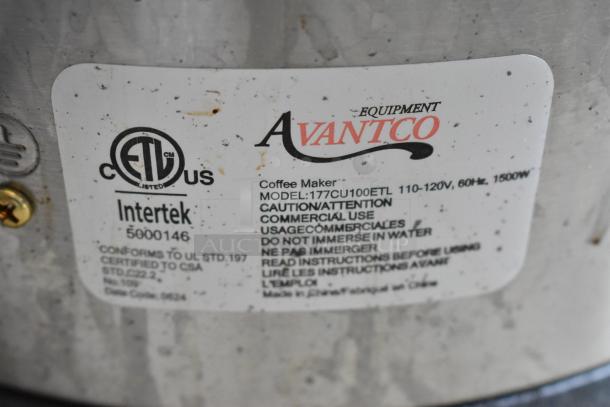 EQUIPMENT
AVANTCO
C ETL CM US
LISTED
Intertek
5000146
CONFORMS TO UL STD.197
CERTIFIED TO CSA
STD.C22.2
No.109
Date Code: 0624
Coffee Maker
MODEL:177CU100ETL 110-120V, 60Hz, 1500W
CAUTION/ATTENTION
COMMERCIAL USE
USAGECOMMERCIALES
DO NOT IMMERSE IN WATER
NE PAS IMMERGER
READ INSTRUCTIONS BEFORE USING
LIRE LES INSTRUCTIONS AVANT
L'EMPLOI
Made in China/Fabriqué en Chine